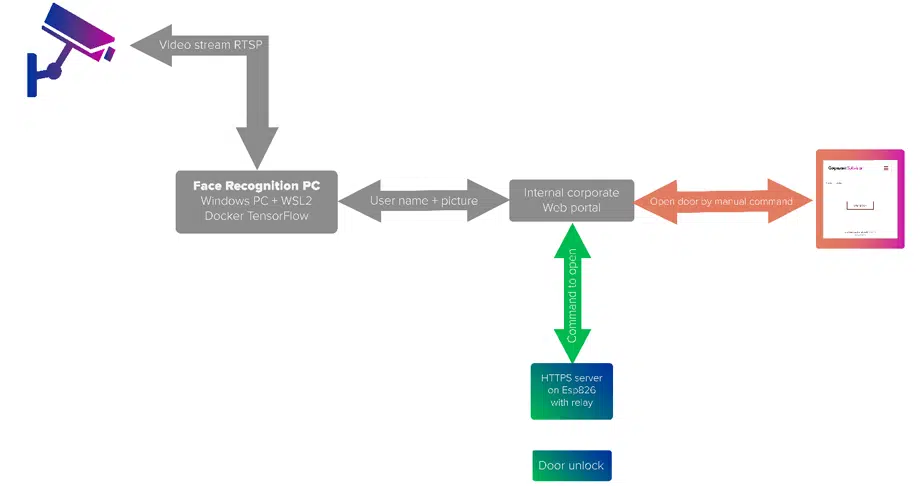 Video stream RTSP
Face Recognition PC
Windows PC + WSL2
Docker TensorFlow
User name + picture
Internal corporate
Web portal
Open door by manual command
Command to open
HTTPS server
on Esp826
with relay
Door unlock